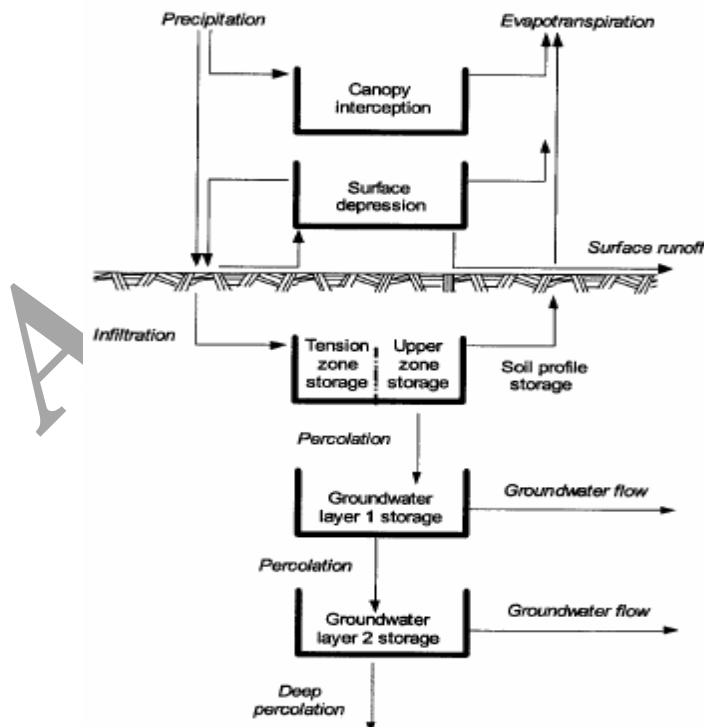 Precipitation
Evapotranspiration
Canopy
interception
Surface
depression
Surface runoff
Infiltration
Tension
zone
storage
Upper
zone
storage
Soil profile
storage
Percolation
Groundwater
layer 1 storage
Groundwater flow
Percolation
Groundwater
layer 2 storage
Groundwater flow
Deep
percolation
A